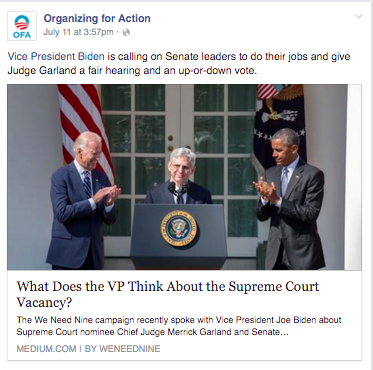 Organizing for Action
July 11 at 3:57pm ·
OFA
Vice President Biden is calling on Senate leaders to do their jobs and give
Judge Garland a fair hearing and an up-or-down vote.
What Does the VP Think About the Supreme Court
Vacancy?
The We Need Nine campaign recently spoke with Vice President Joe Biden about
Supreme Court nominee Chief Judge Merrick Garland and Senate…
MEDIUM.COM | BY WENEEDNINE